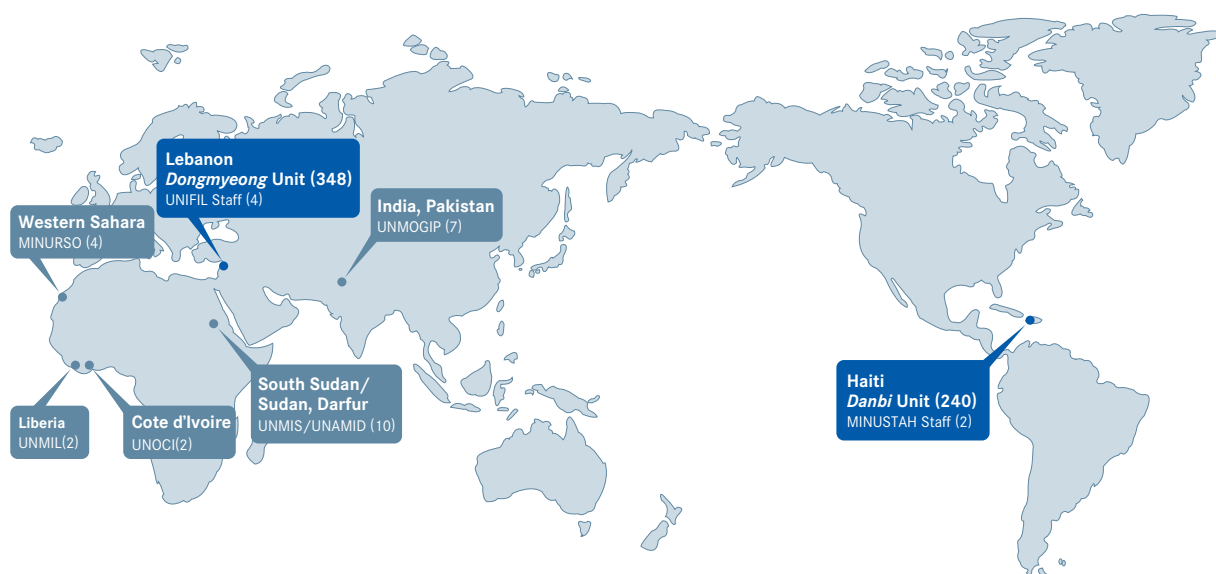 Lebanon
Dongmyeong Unit (348)
UNIFIL Staff (4)
India, Pakistan
UNMOGIP (7)
Western Sahara
MINURSO (4)
South Sudan/
Sudan, Darfur
UNMIS/UNAMID (10)
Haiti
Danbi Unit (240)
MINUSTAH Staff (2)
Liberia
UNMIL(2)
Cote d'Ivoire
UNOCI(2)